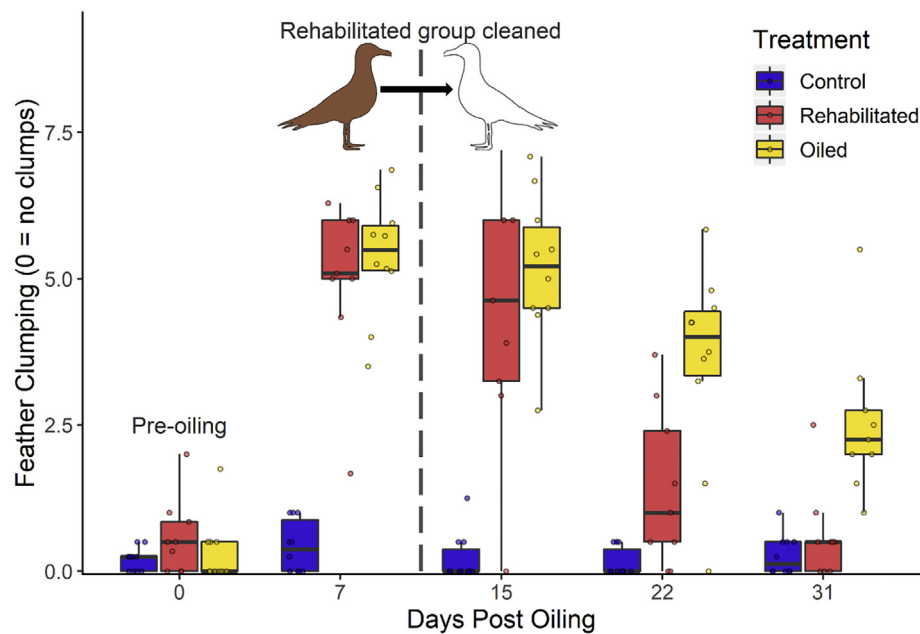 Rehabilitated group cleaned
Treatment
Control
Rehabilitated
Oiled
Feather Clumping (0 = no clumps)
7.5
5.0
2.5
0.0
Pre-oiling
0 7 15 22 31
Days Post Oiling